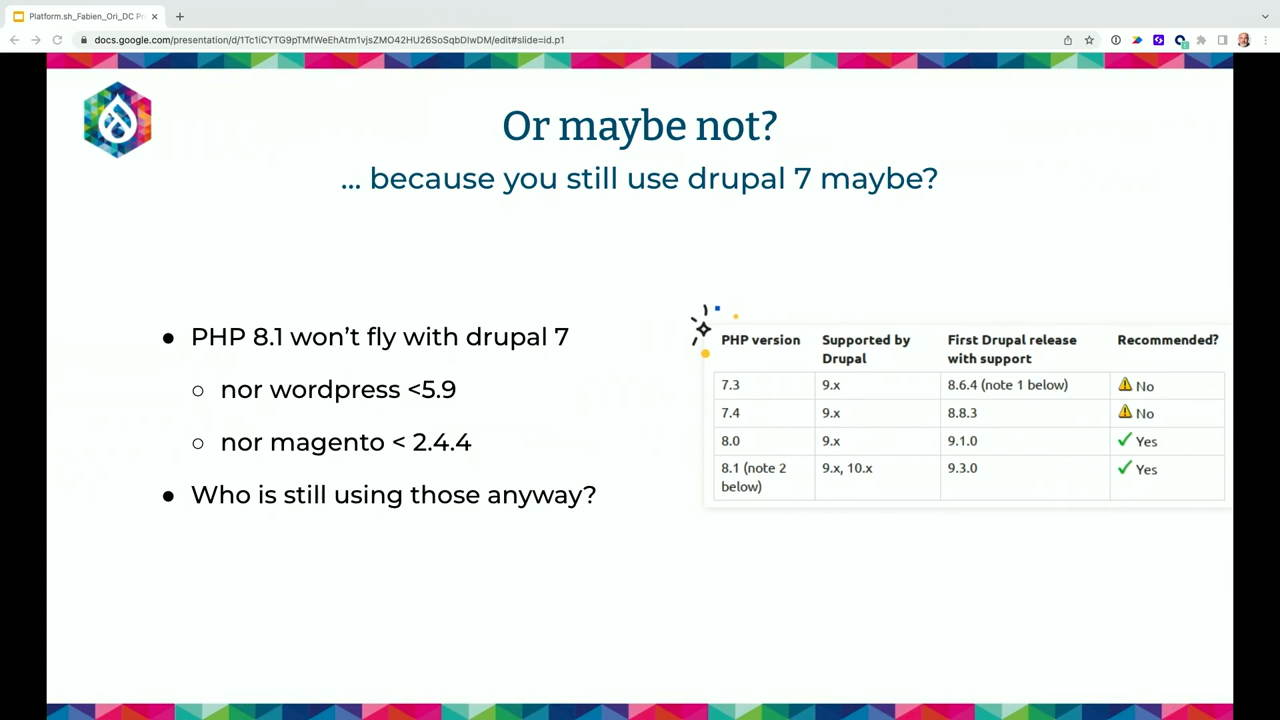 Platform.sh_Fabien_Ori_DC P
docs.google.com/presentation/d/1Tc1iCYTG9pTMfWeEhAtm1vjsZMO42HU26SoSqbDIwDM/edit#slide=id.p1
Or maybe not?
... because you still use drupal 7 maybe?
● PHP 8.1 won’t fly with drupal 7
○ nor wordpress <5.9
○ nor magento < 2.4.4
● Who is still using those anyway?
PHP version Supported by Drupal First Drupal release with support Recommended?
7.3 9.x 8.6.4 (note 1 below) No
7.4 9.x 8.8.3 No
8.0 9.x 9.1.0 Yes
8.1 (note 2 below) 9.x, 10.x 9.3.0 Yes